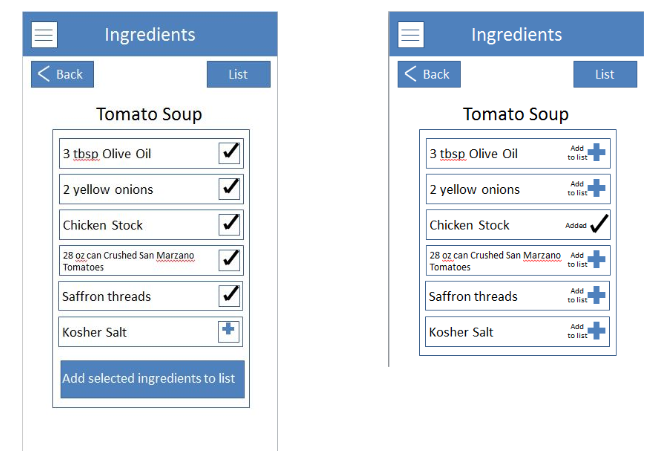 Ingredients
Back
List
Tomato Soup
3 tbsp Olive Oil
2 yellow onions
Chicken Stock
28 oz can Crushed San Marzano
Tomatoes
Saffron threads
Kosher Salt
Add selected ingredients to list
Ingredients
Back
List
Tomato Soup
3 tbsp Olive Oil
Add
to list
2 yellow onions
Add
to list
Chicken Stock
Added
28 oz can Crushed San Marzano
Tomatoes
Add
to list
Saffron threads
Add
to list
Kosher Salt
Add
to list